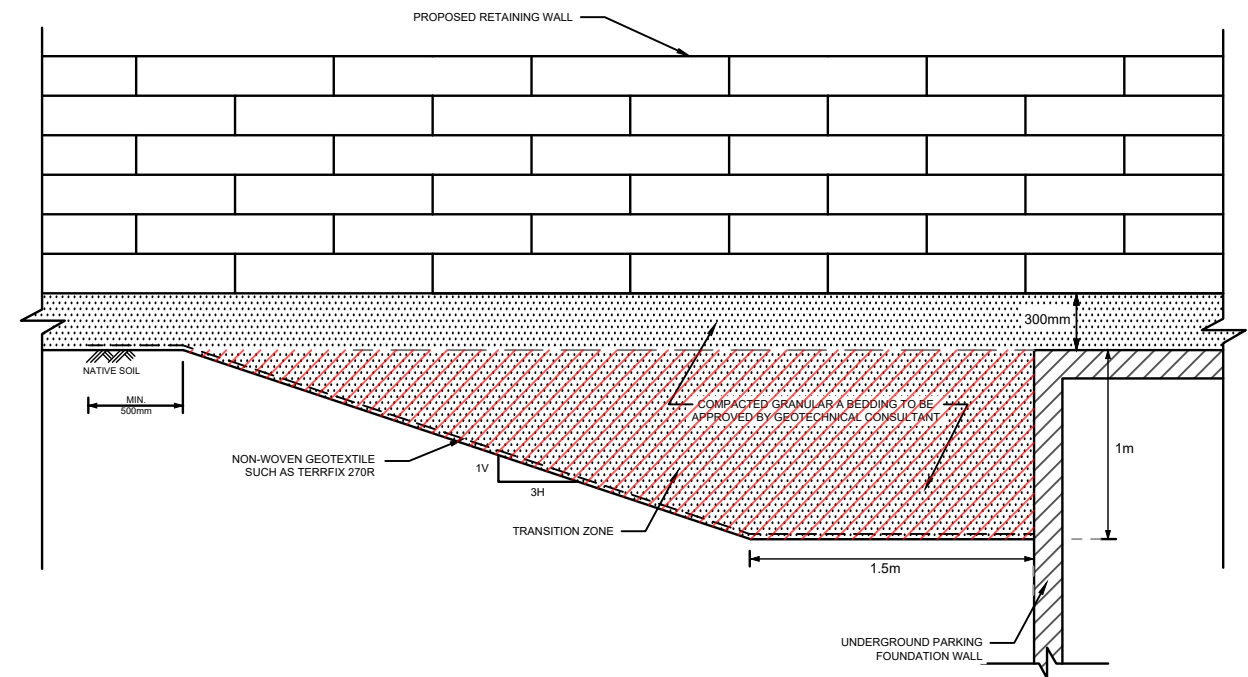 PROPOSED RETAINING WALL
300mm
NATIVE SOIL
MIN.
500mm
COMPACTED GRANULAR A BEDDING TO BE
APPROVED BY GEOTECHNICAL CONSULTANT
1m
NON-WOVEN GEOTEXTILE
SUCH AS TERRFIX 270R
1V
3H
TRANSITION ZONE
1.5m
UNDERGROUND PARKING
FOUNDATION WALL